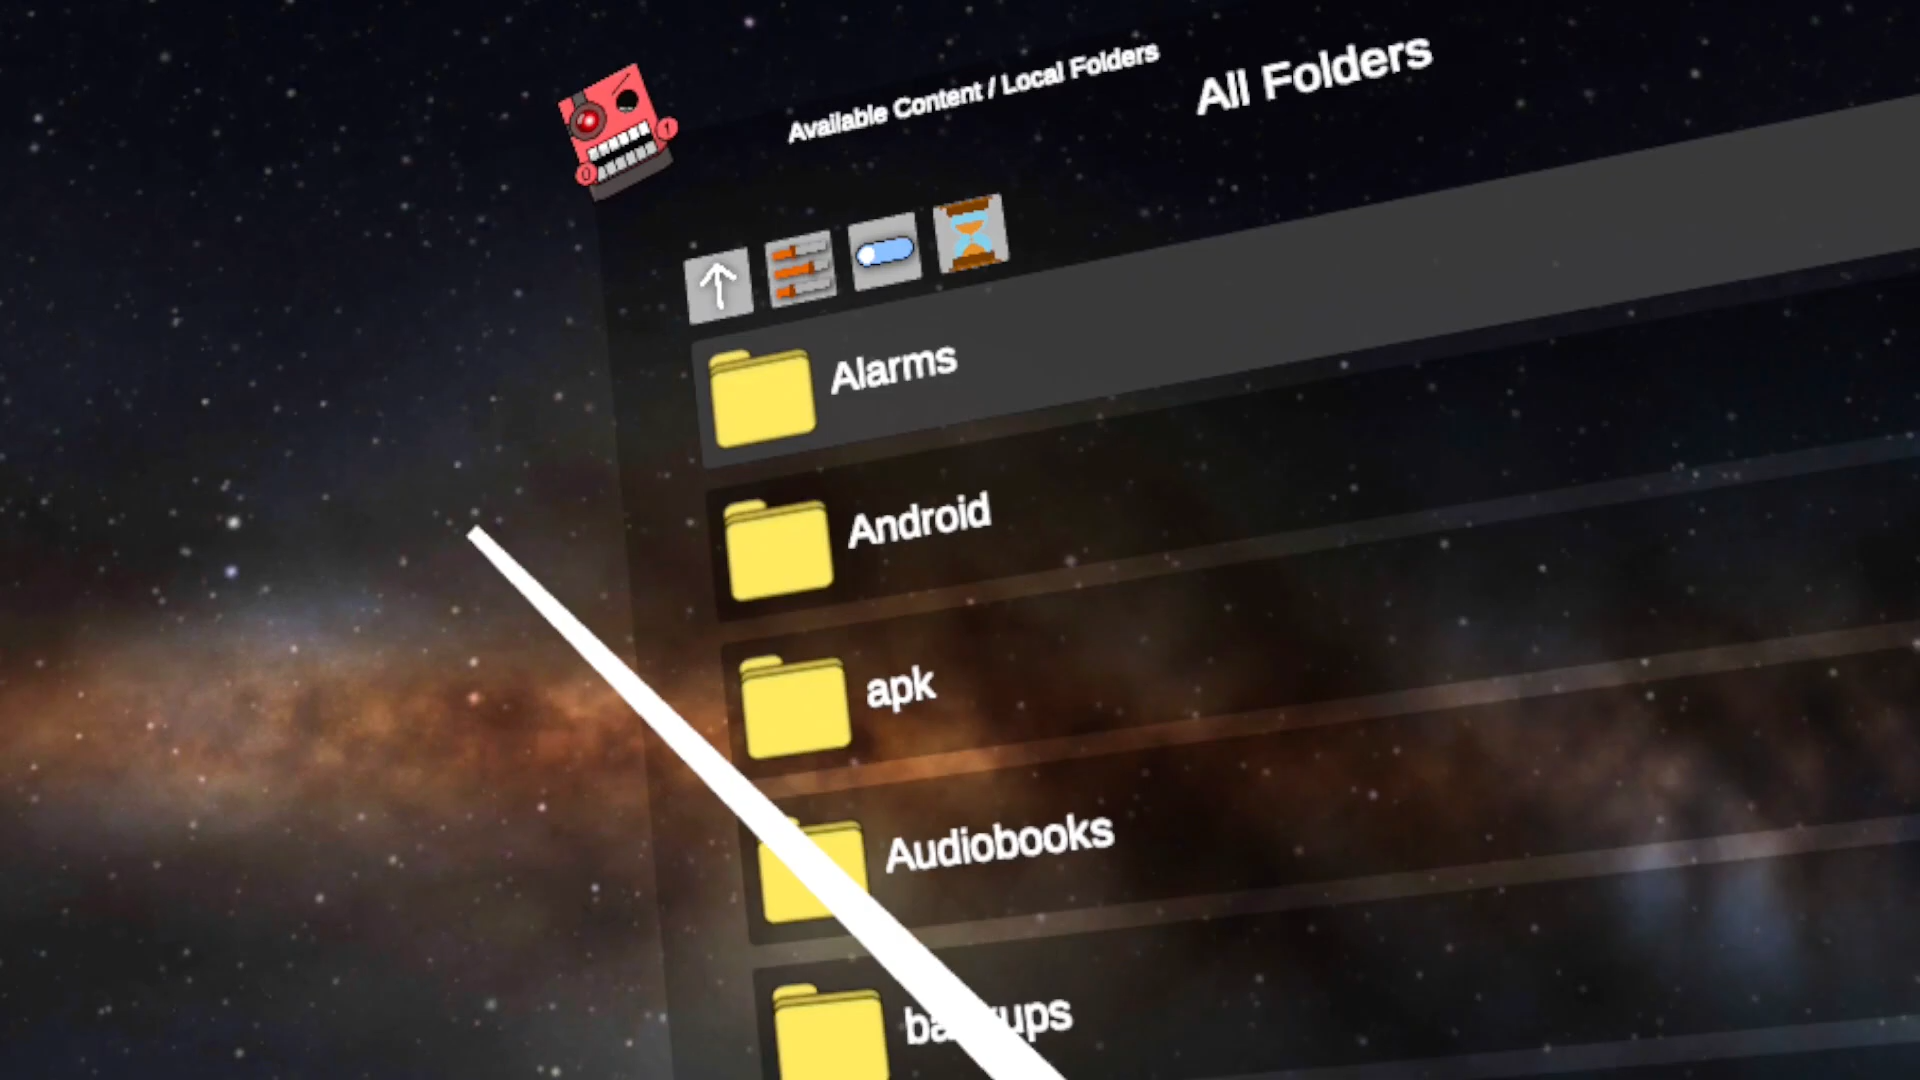 Available Content / Local Folders
All Folders
Alarms
Android
apk
Audiobooks